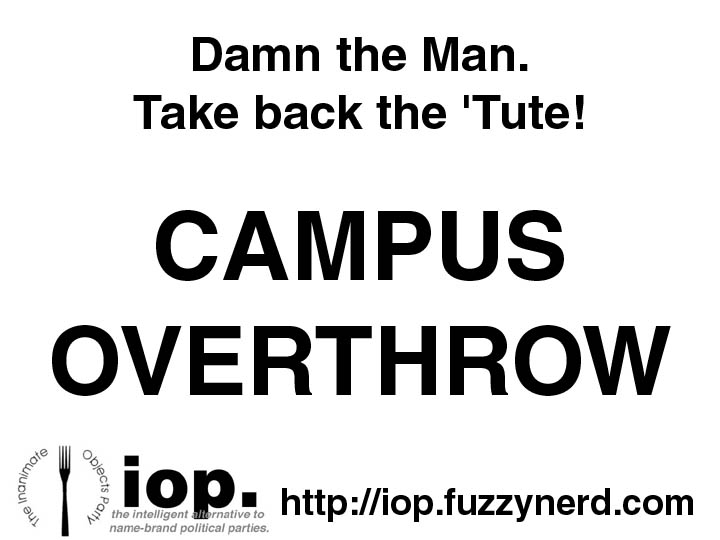 Damn the Man.
Take back the 'Tute!
CAMPUS
OVERTHROW
The Inanimate
Objects Party
iop.
the intelligent alternative to
name-brand political parties.
http://iop.fuzzynerd.com